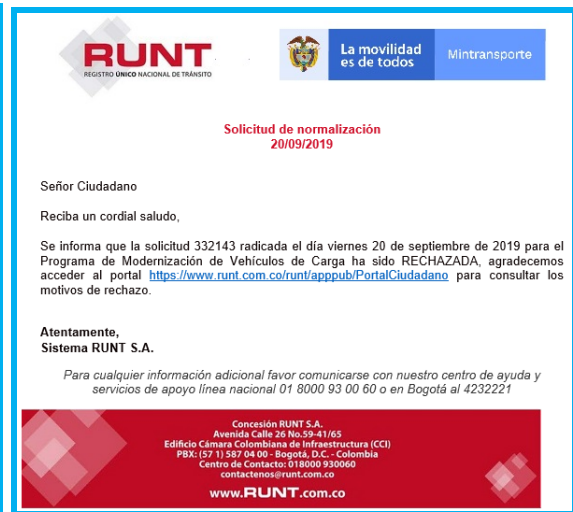 RUNT
REGISTRO ÚNICO NACIONAL DE TRÁNSITO
La movilidad
es de todos
Mintransporte
Solicitud de normalización
20/09/2019
Señor Ciudadano
Reciba un cordial saludo,
Se informa que la solicitud 332143 radicada el día viernes 20 de septiembre de 2019 para el
Programa de Modernización de Vehículos de Carga ha sido RECHAZADA, agradecemos
acceder al portal https://www.runt.com.co/runt/apppub/PortalCiudadano para consultar los
motivos de rechazo.
Atentamente,
Sistema RUNT S.A.
Para cualquier información adicional favor comunicarse con nuestro centro de ayuda y
servicios de apoyo línea nacional 01 8000 93 00 60 o en Bogotá al 4232221
Concesión RUNT S.A.
Avenida Calle 26 No.59-41/65
Edificio Cámara Colombiana de Infraestructura (CCI)
PBX: (57 1) 587 04 00 - Bogotá, D.C. - Colombia
Centro de Contacto: 018000 930060
contactenos@runt.com.co
www.RUNT.com.co